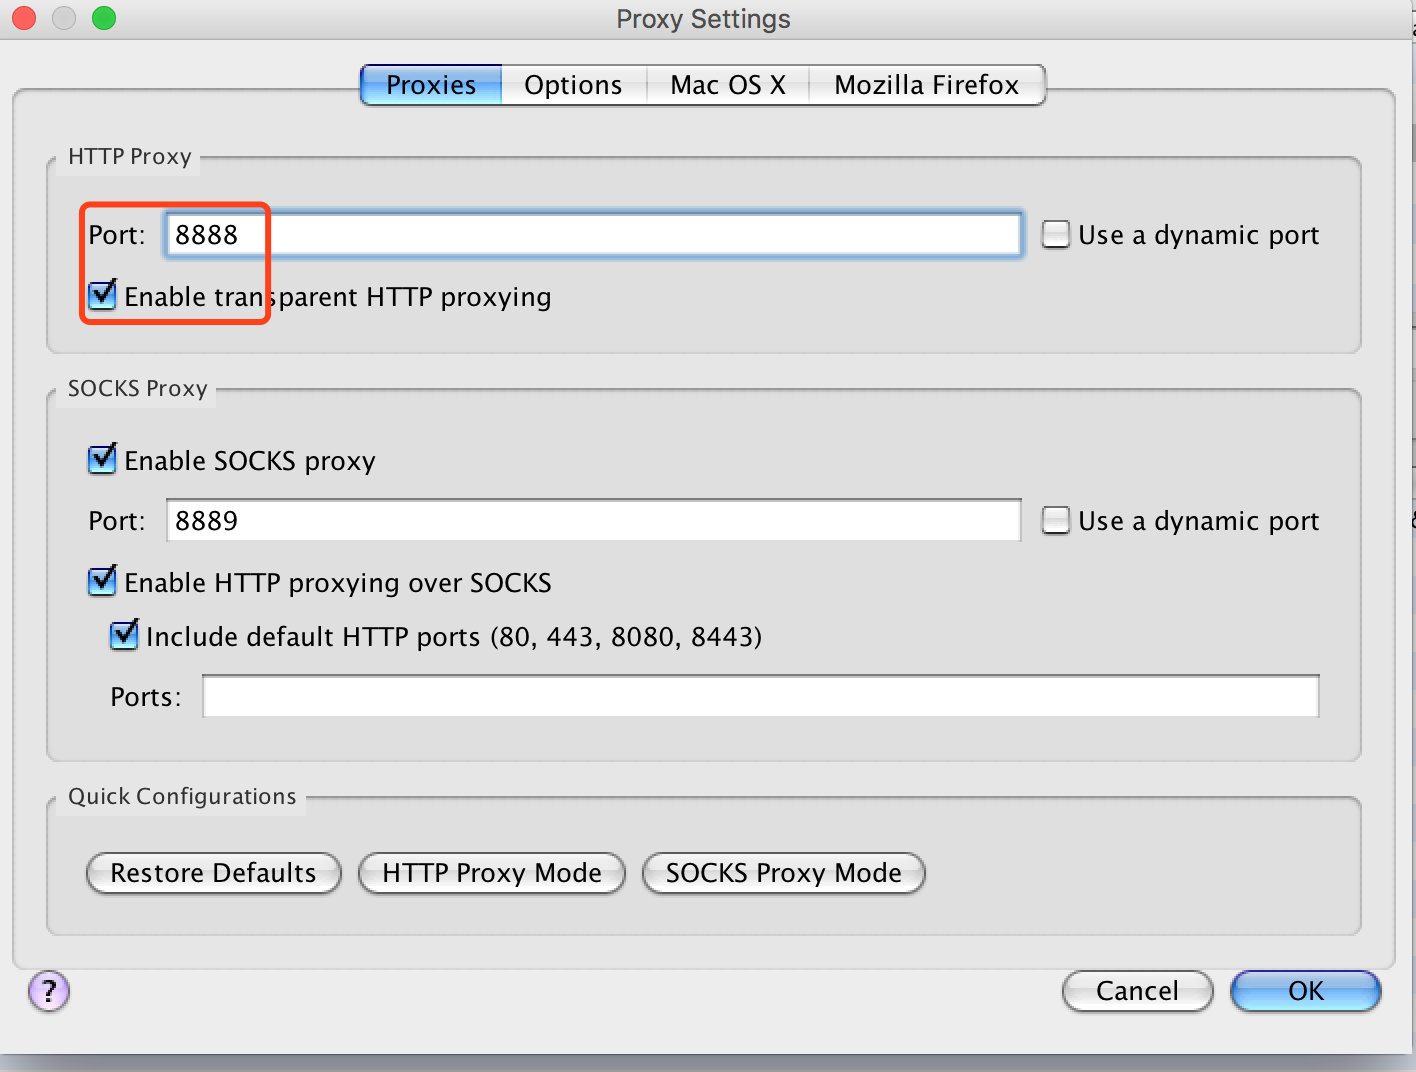 Proxy Settings
Proxies Options Mac OS X Mozilla Firefox
HTTP Proxy
Port: 8888 Use a dynamic port
Enable transparent HTTP proxying
SOCKS Proxy
Enable SOCKS proxy
Port: 8889 Use a dynamic port
Enable HTTP proxying over SOCKS
Include default HTTP ports (80, 443, 8080, 8443)
Ports:
Quick Configurations
Restore Defaults HTTP Proxy Mode SOCKS Proxy Mode
? Cancel OK